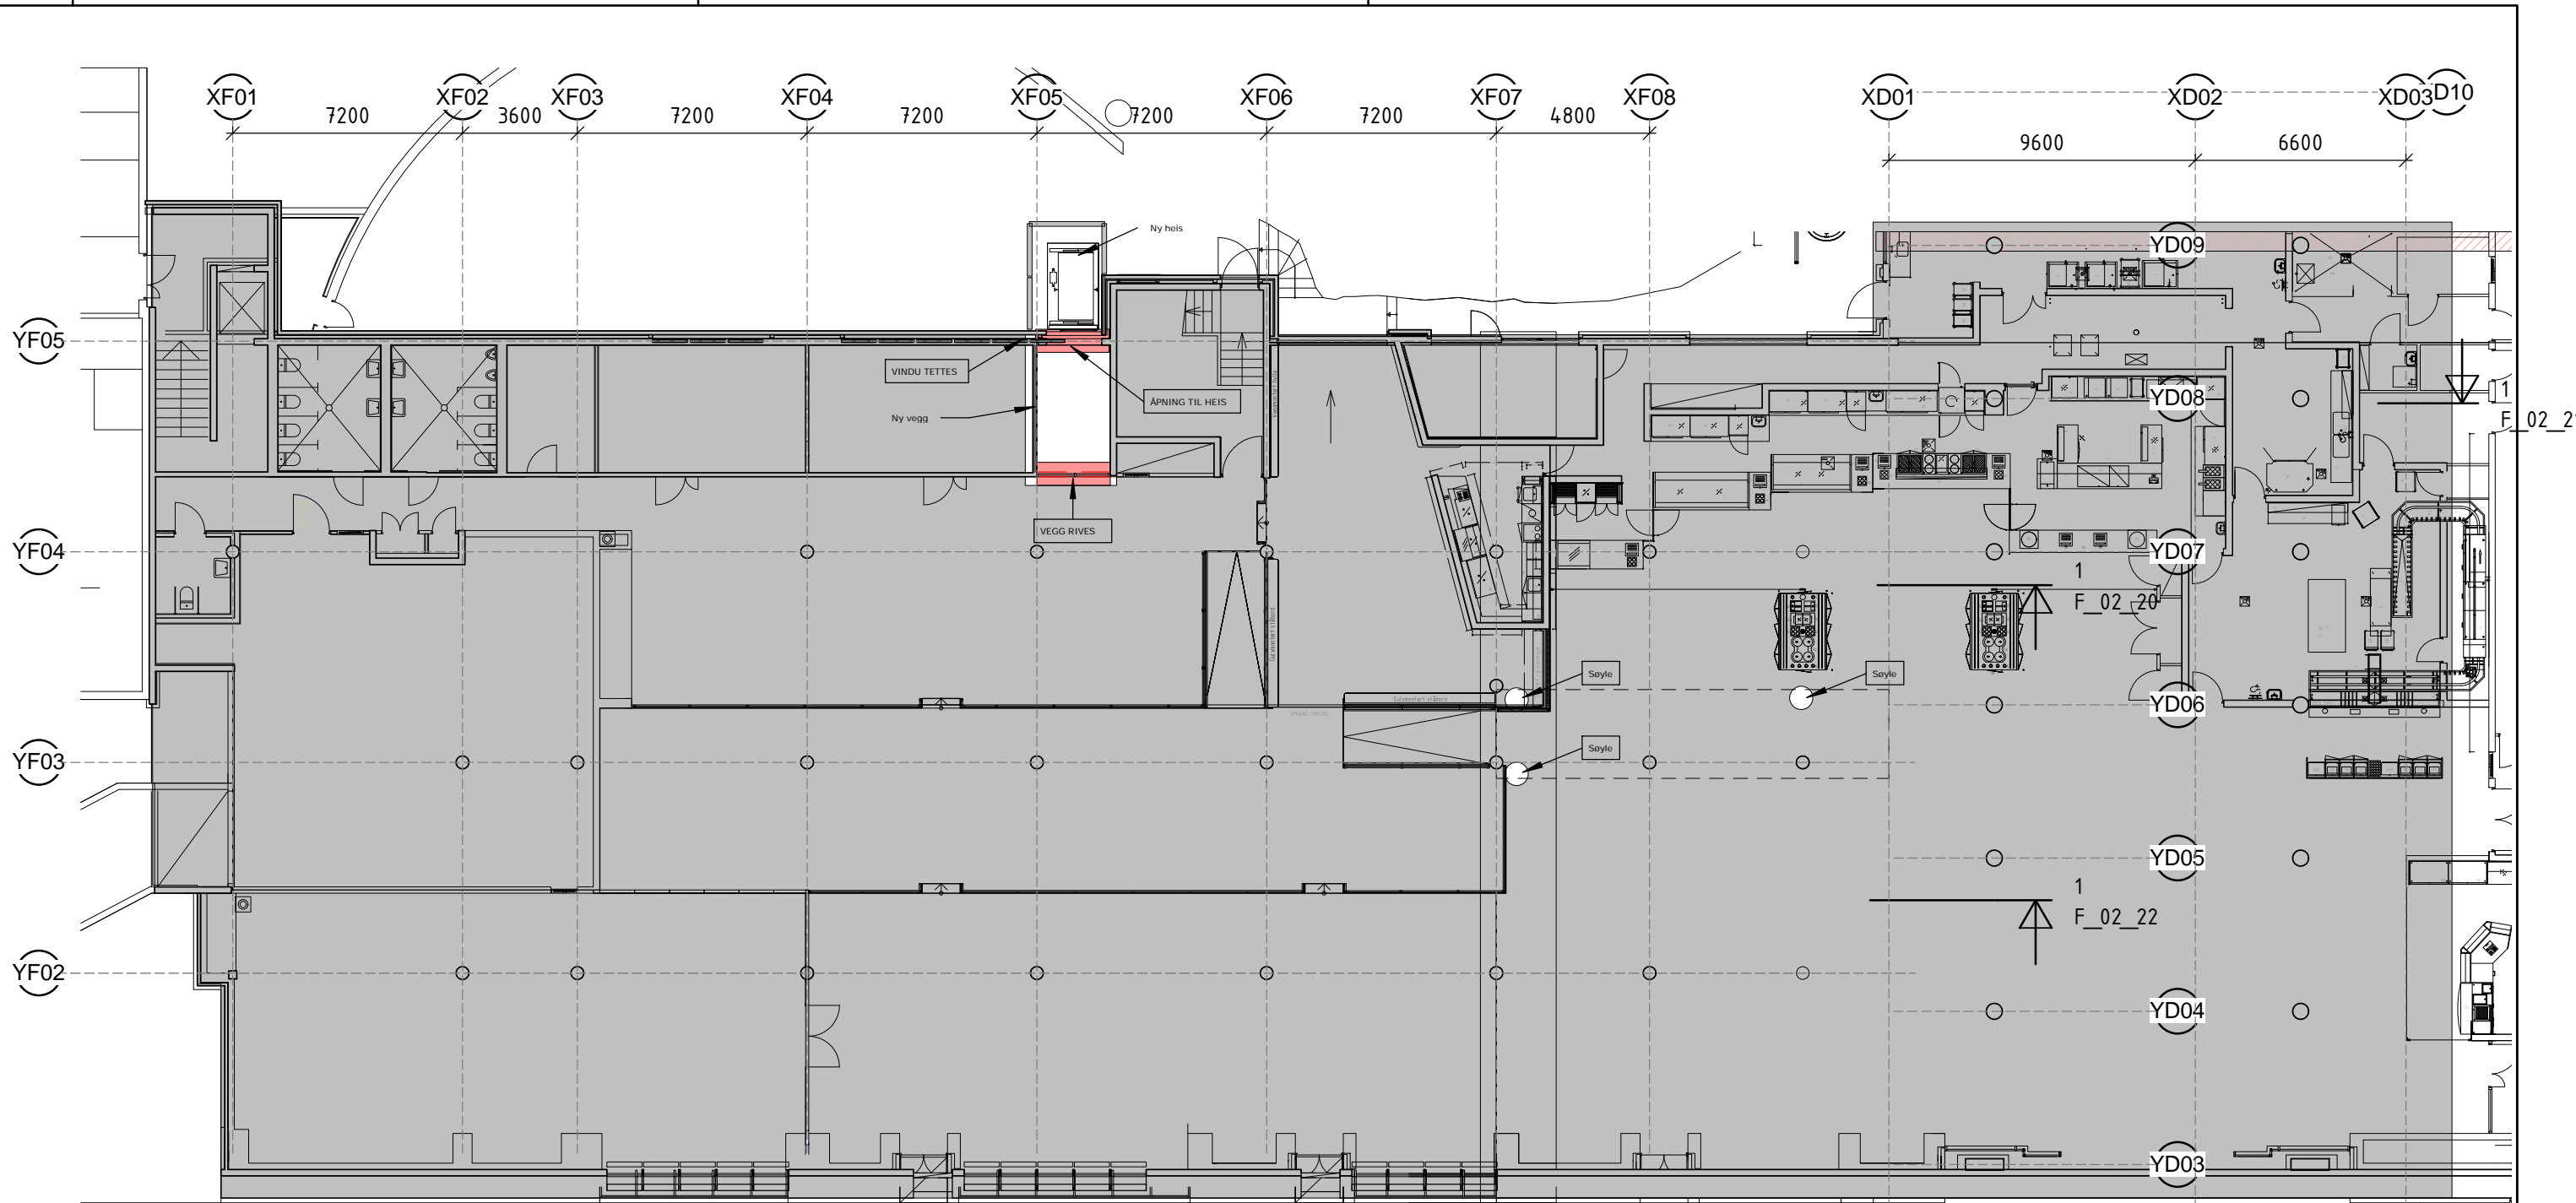 XF01 XF02 XF03 XF04 XF05 XF06 XF07 XF08 XD01 XD02 XD03 D10
7200 3600 7200 7200 7200 7200 4800
9600 6600
Ny heis
YD09
YF05
VINDU TETTES
ÅPNING TIL HEIS
Ny vegg
YD08
1
F_02_2
VEGG RIVES
YF04
YD07
1
F_02_20
Søyle
Søyle
YD06
Søyle
YF03
YD05
1
F_02_22
YF02
YD04
YD03